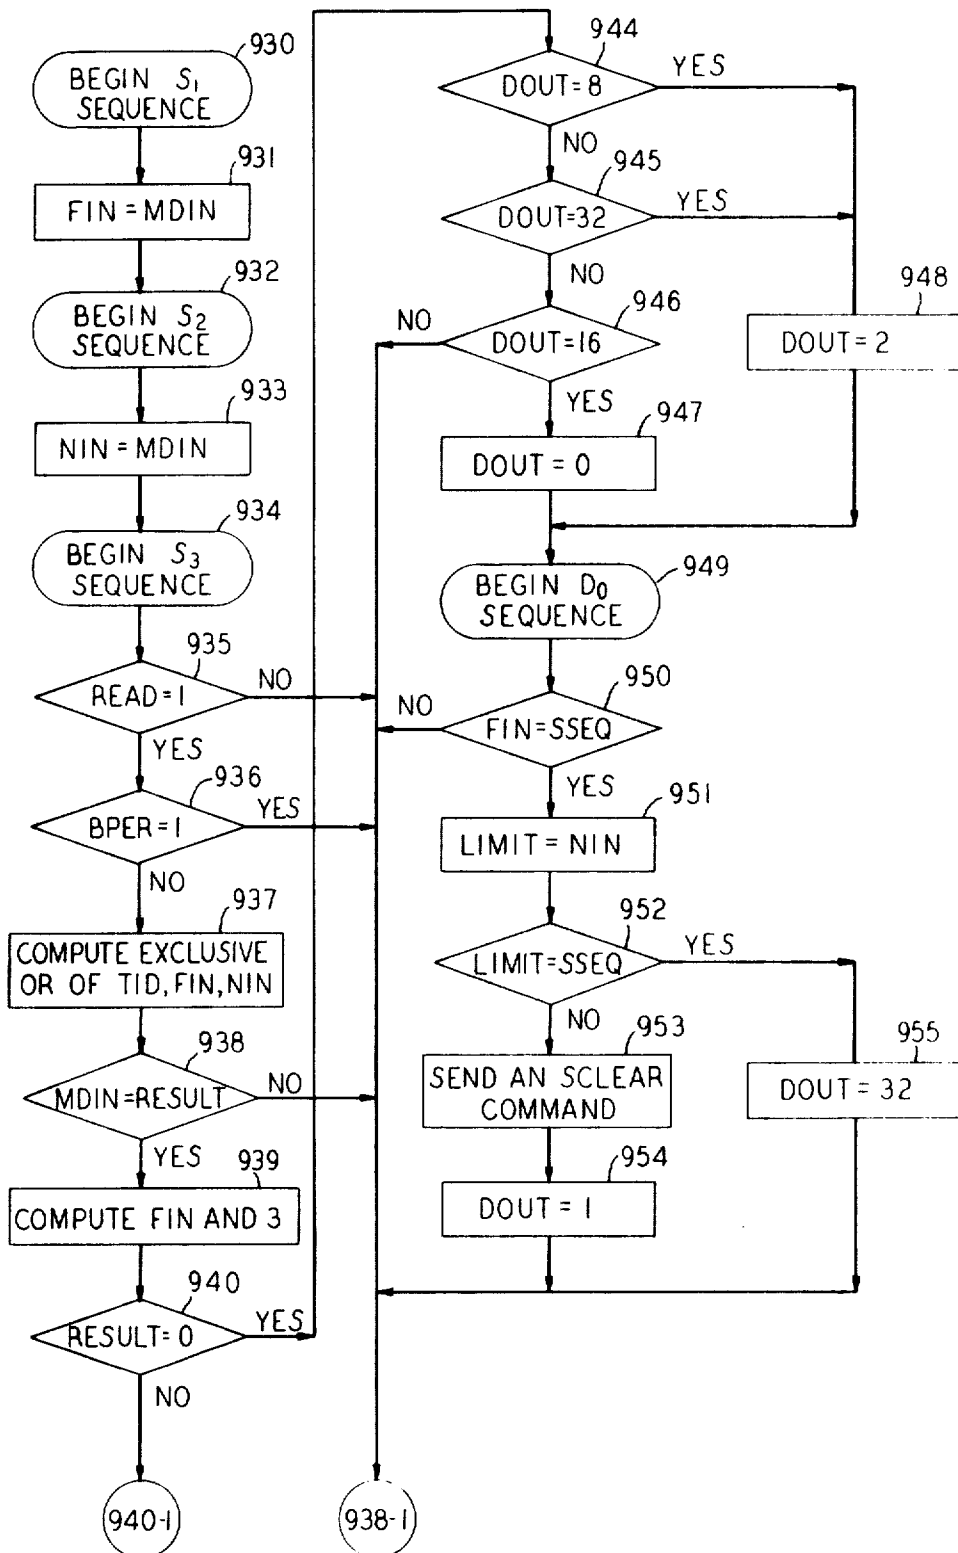 930
BEGIN S1
SEQUENCE
931
FIN = MDIN
932
BEGIN S2
SEQUENCE
933
NIN = MDIN
934
BEGIN S3
SEQUENCE
935
READ=1
NO
YES
936
BPER=1
YES
NO
937
COMPUTE EXCLUSIVE
OR OF TID, FIN, NIN
938
MDIN=RESULT
NO
YES
939
COMPUTE FIN AND 3
940
RESULT=0
YES
NO
940-1
944
DOUT=8
YES
NO
945
DOUT=32
YES
NO
946
DOUT=16
NO
YES
947
DOUT = 0
948
DOUT = 2
949
BEGIN D0
SEQUENCE
950
FIN=SSEQ
NO
YES
951
LIMIT = NIN
952
LIMIT=SSEQ
YES
NO
953
SEND AN SCLEAR
COMMAND
954
DOUT = 1
955
DOUT = 32
938-1